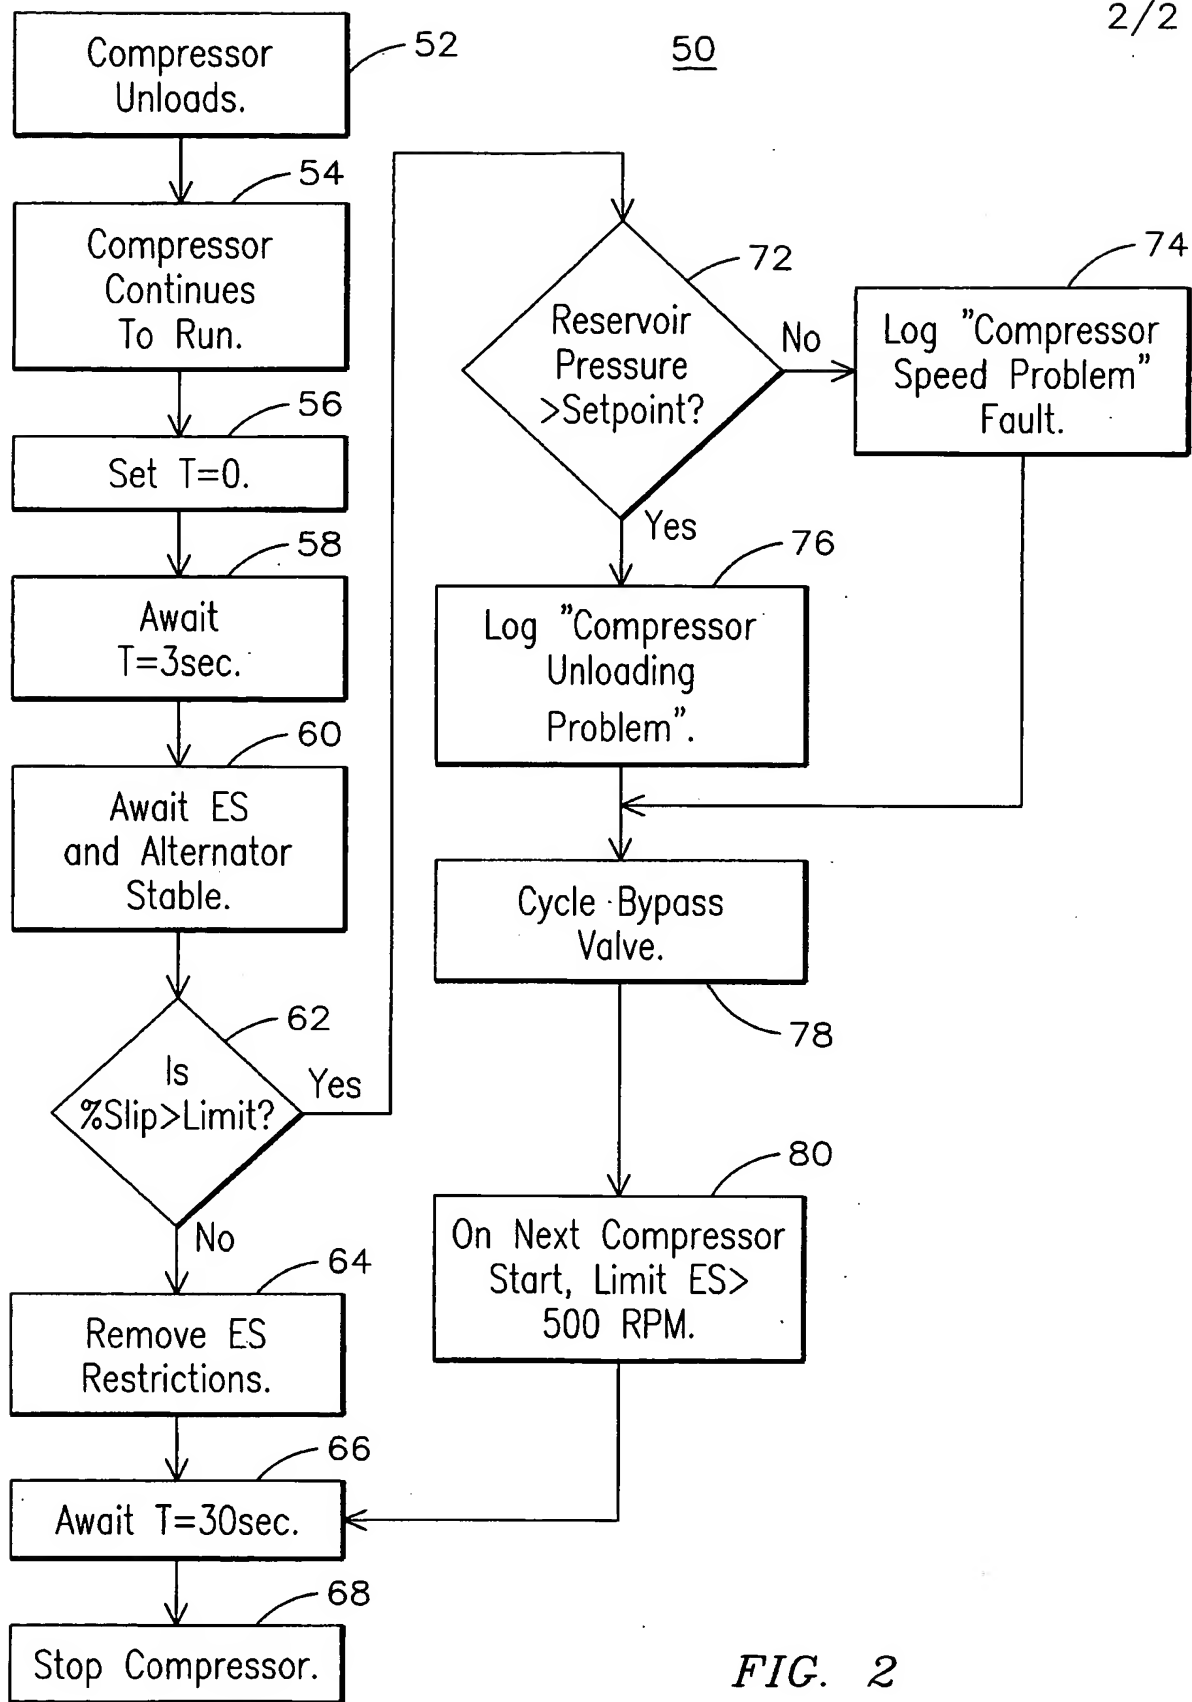 2/2
50
Compressor
Unloads.
52
54
Compressor
Continues
To Run.
56
Set T=0.
58
Await
T=3sec.
60
Await ES
and Alternator
Stable.
62
Is
%Slip>Limit?
Yes
No
64
Remove ES
Restrictions.
66
Await T=30sec.
68
Stop Compressor.
72
Reservoir
Pressure
>Setpoint?
No
Yes
74
Log "Compressor
Speed Problem"
Fault.
76
Log "Compressor
Unloading
Problem".
Cycle Bypass
Valve.
78
80
On Next Compressor
Start, Limit ES>
500 RPM.
FIG. 2